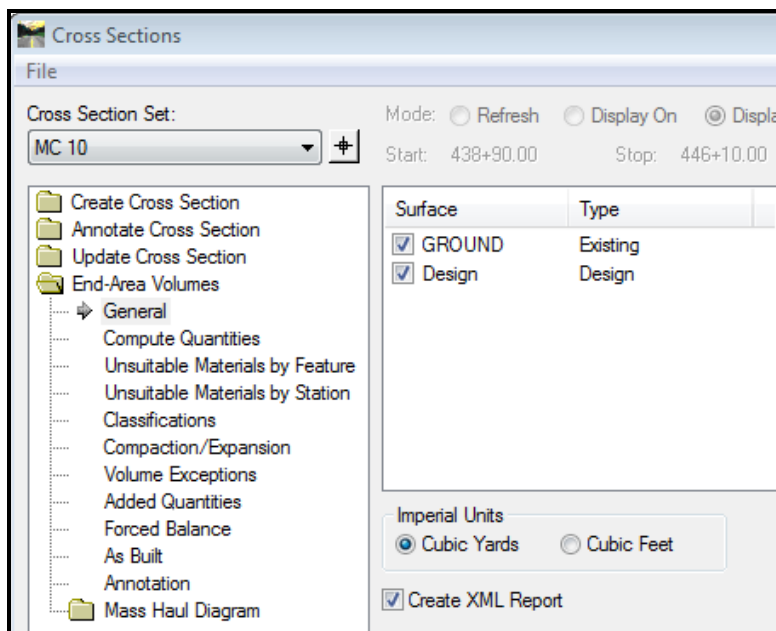 Cross Sections
File
Cross Section Set:
MC 10
Mode: Refresh Display On Displa
Start: 438+90.00 Stop: 446+10.00
Create Cross Section
Annotate Cross Section
Update Cross Section
End-Area Volumes
General
Compute Quantities
Unsuitable Materials by Feature
Unsuitable Materials by Station
Classifications
Compaction/Expansion
Volume Exceptions
Added Quantities
Forced Balance
As Built
Annotation
Mass Haul Diagram
Surface Type
GROUND Existing
Design Design
Imperial Units
Cubic Yards Cubic Feet
Create XML Report